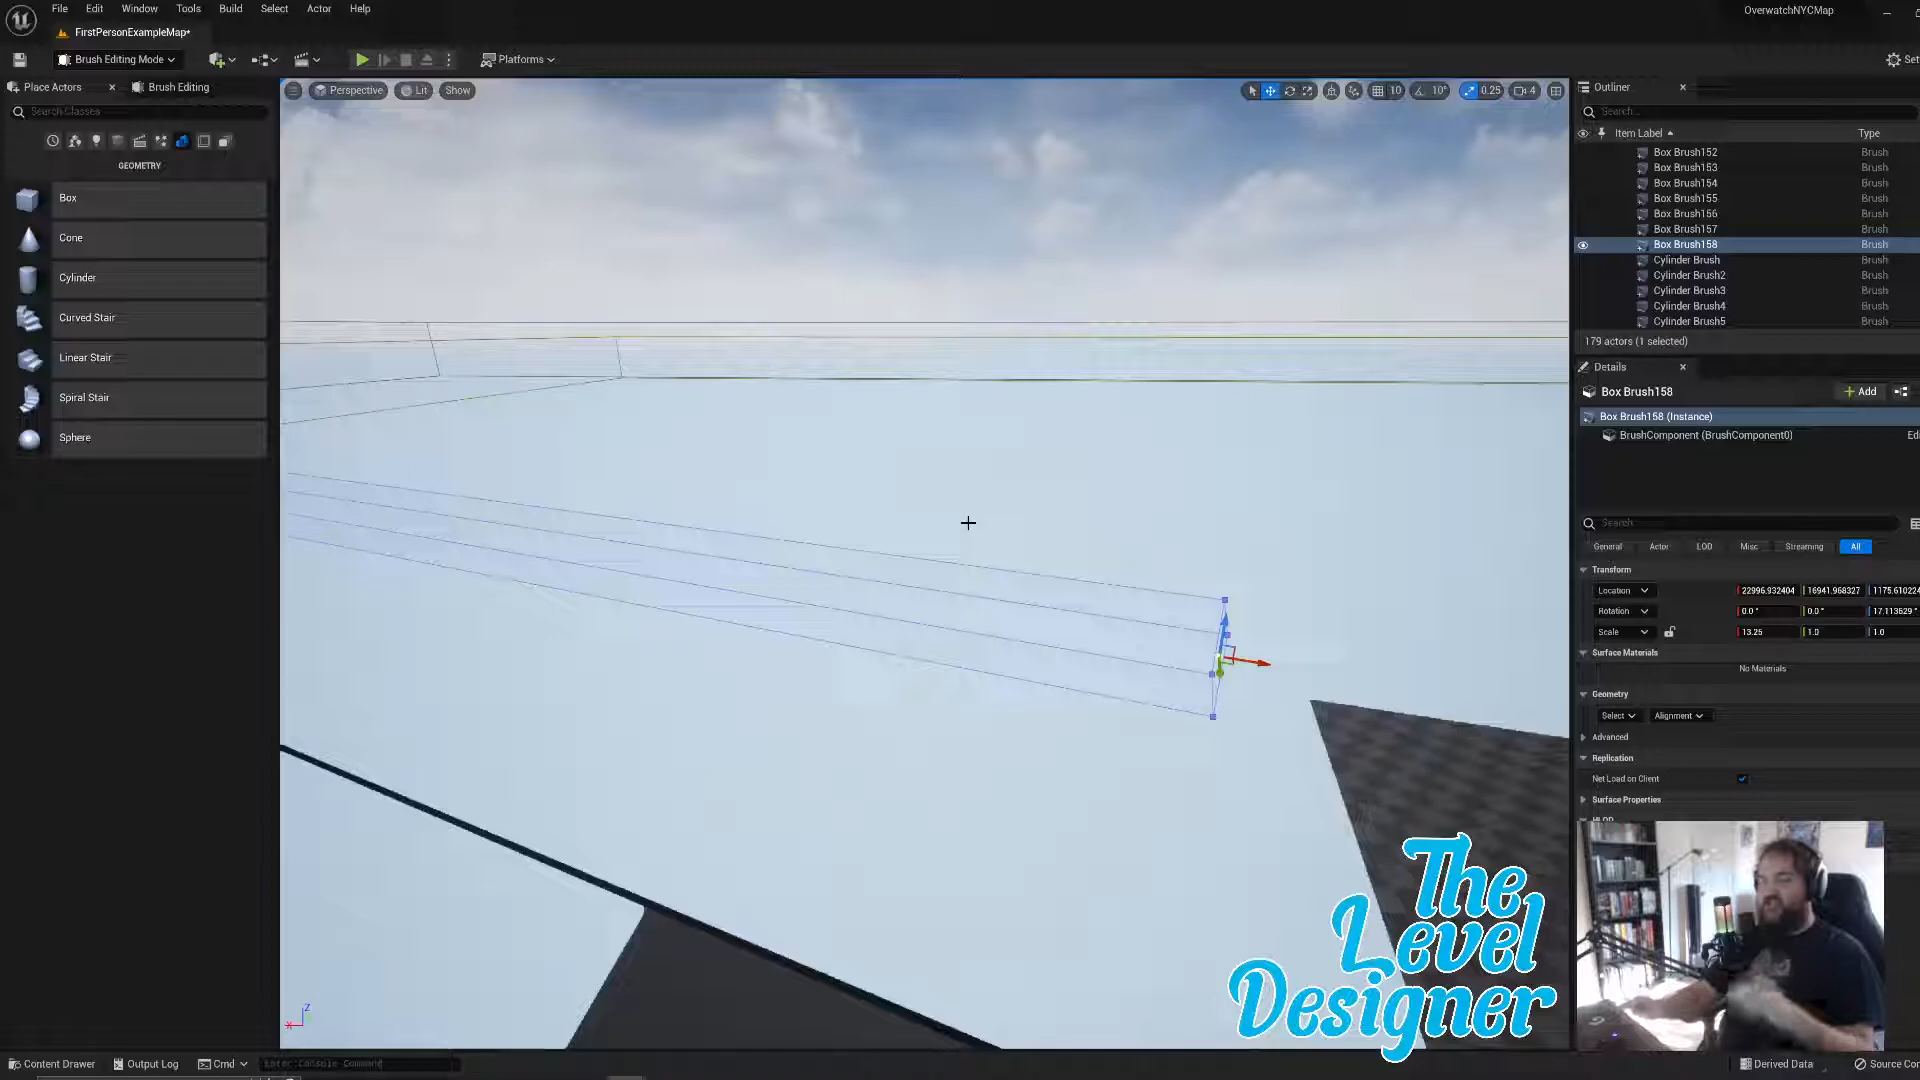 File Edit Window Tools Build Select Actor Help
OverwatchNYCMap
FirstPersonExampleMap*
Brush Editing Mode
Platforms
Place Actors
Brush Editing
Search Classes
GEOMETRY
Box
Cone
Cylinder
Curved Stair
Linear Stair
Spiral Stair
Sphere
Perspective
Lit
Show
10
10°
0.25
4
Outliner
Search...
Item Label
Type
Box Brush152 Brush
Box Brush153 Brush
Box Brush154 Brush
Box Brush155 Brush
Box Brush156 Brush
Box Brush157 Brush
Box Brush158 Brush
Cylinder Brush Brush
Cylinder Brush2 Brush
Cylinder Brush3 Brush
Cylinder Brush4 Brush
Cylinder Brush5 Brush
179 actors (1 selected)
Details
Box Brush158
Add
Box Brush158 (Instance)
BrushComponent (BrushComponent0)
Search
General Actor LOD Misc Streaming All
Transform
Location 22996.932404 16941.968327 1175.610224
Rotation 0.0° 0.0° 17.113629°
Scale 13.25 1.0 1.0
Surface Materials
No Materials
Geometry
Select Alignment
Advanced
Replication
Net Load on Client
Surface Properties
The
Level
Designer
Z
X
Content Drawer
Output Log
Cmd
Enter Console Command
Derived Data